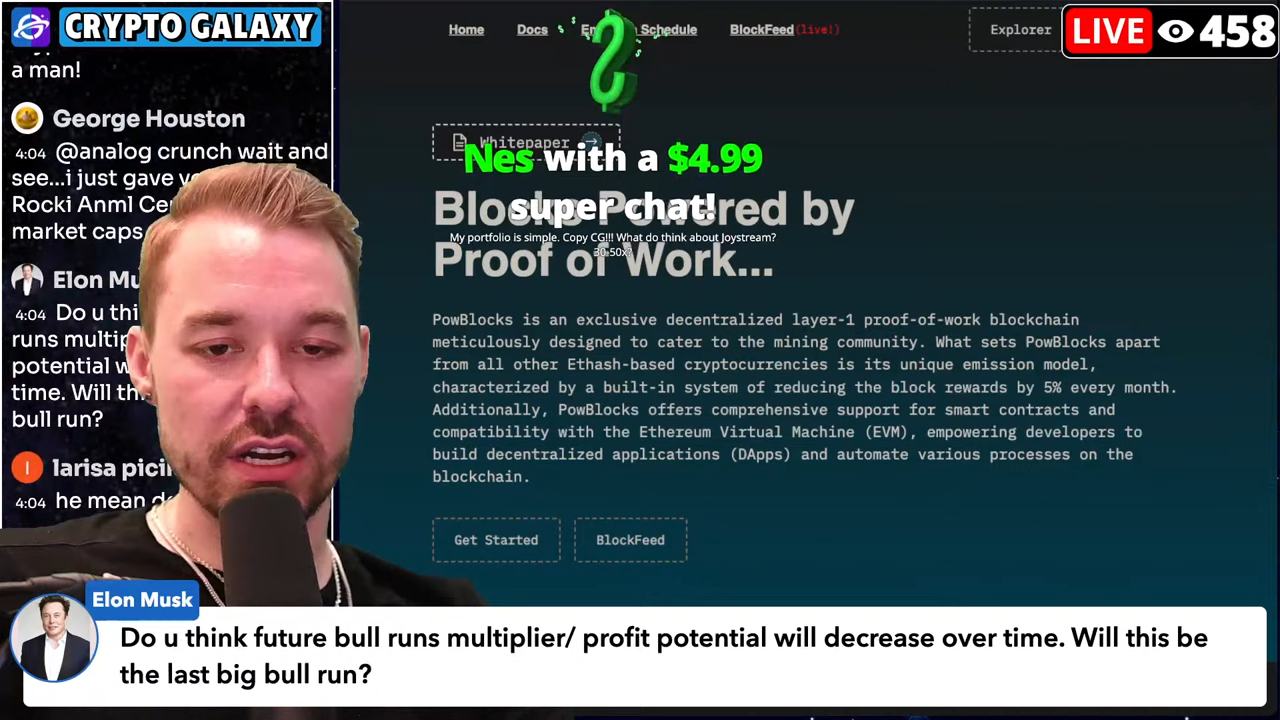 CRYPTO GALAXY
a man!
George Houston
4:04 @analog crunch wait and
see...i just gave
Rocki Anml
market caps
Elon
4:04 Do u
runs
potential
time. Will
bull run?
larisa
4:04 he mean
Home Docs Schedule BlockFeed(live!) Explorer
LIVE 458
Whitepaper
Nes with a $4.99
super chat!
My portfolio is simple. Copy CG!!! What do think about Joystream?
30-50x?
Blocks Powered by
Proof of Work...
PowBlocks is an exclusive decentralized layer-1 proof-of-work blockchain
meticulously designed to cater to the mining community. What sets PowBlocks apart
from all other Ethash-based cryptocurrencies is its unique emission model,
characterized by a built-in system of reducing the block rewards by 5% every month.
Additionally, PowBlocks offers comprehensive support for smart contracts and
compatibility with the Ethereum Virtual Machine (EVM), empowering developers to
build decentralized applications (DApps) and automate various processes on the
blockchain.
Get Started BlockFeed
Elon Musk
Do u think future bull runs multiplier/ profit potential will decrease over time. Will this be
the last big bull run?